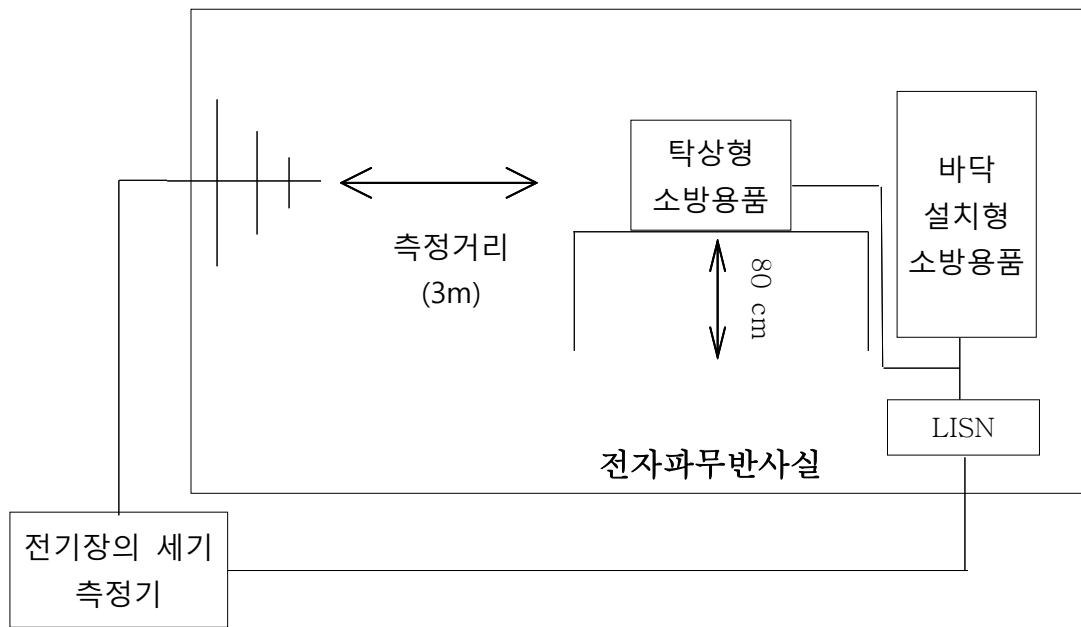 탁상형
소방용품
바닥
설치형
소방용품
측정거리
(3m)
80 cm
LISN
전자파무반사실
전기장의 세기
측정기